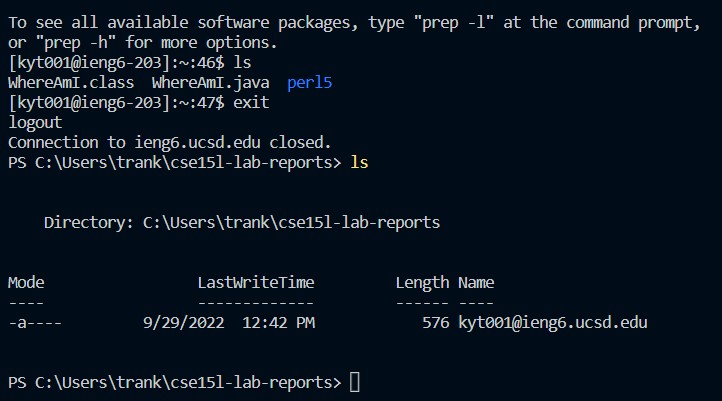 To see all available software packages, type "prep -l" at the command prompt,
or "prep -h" for more options.
[kyt001@ieng6-203]:~:46$ ls
WhereAmI.class  WhereAmI.java  perl5
[kyt001@ieng6-203]:~:47$ exit
logout
Connection to ieng6.ucsd.edu closed.
PS C:\Users\trank\cse15l-lab-reports> ls
    Directory: C:\Users\trank\cse15l-lab-reports
Mode                 LastWriteTime         Length Name
----                 -------------         ------ ----
-a----         9/29/2022  12:42 PM            576 kyt001@ieng6.ucsd.edu
PS C:\Users\trank\cse15l-lab-reports>